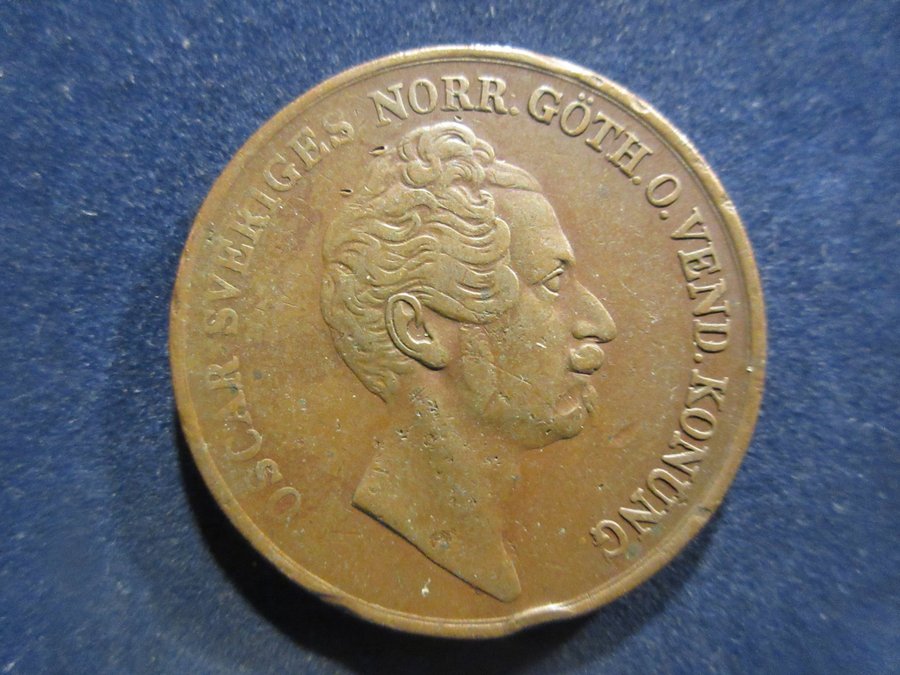 OSCAR SVERIGES NORR. GÖTH. O. VEND. KONUNG